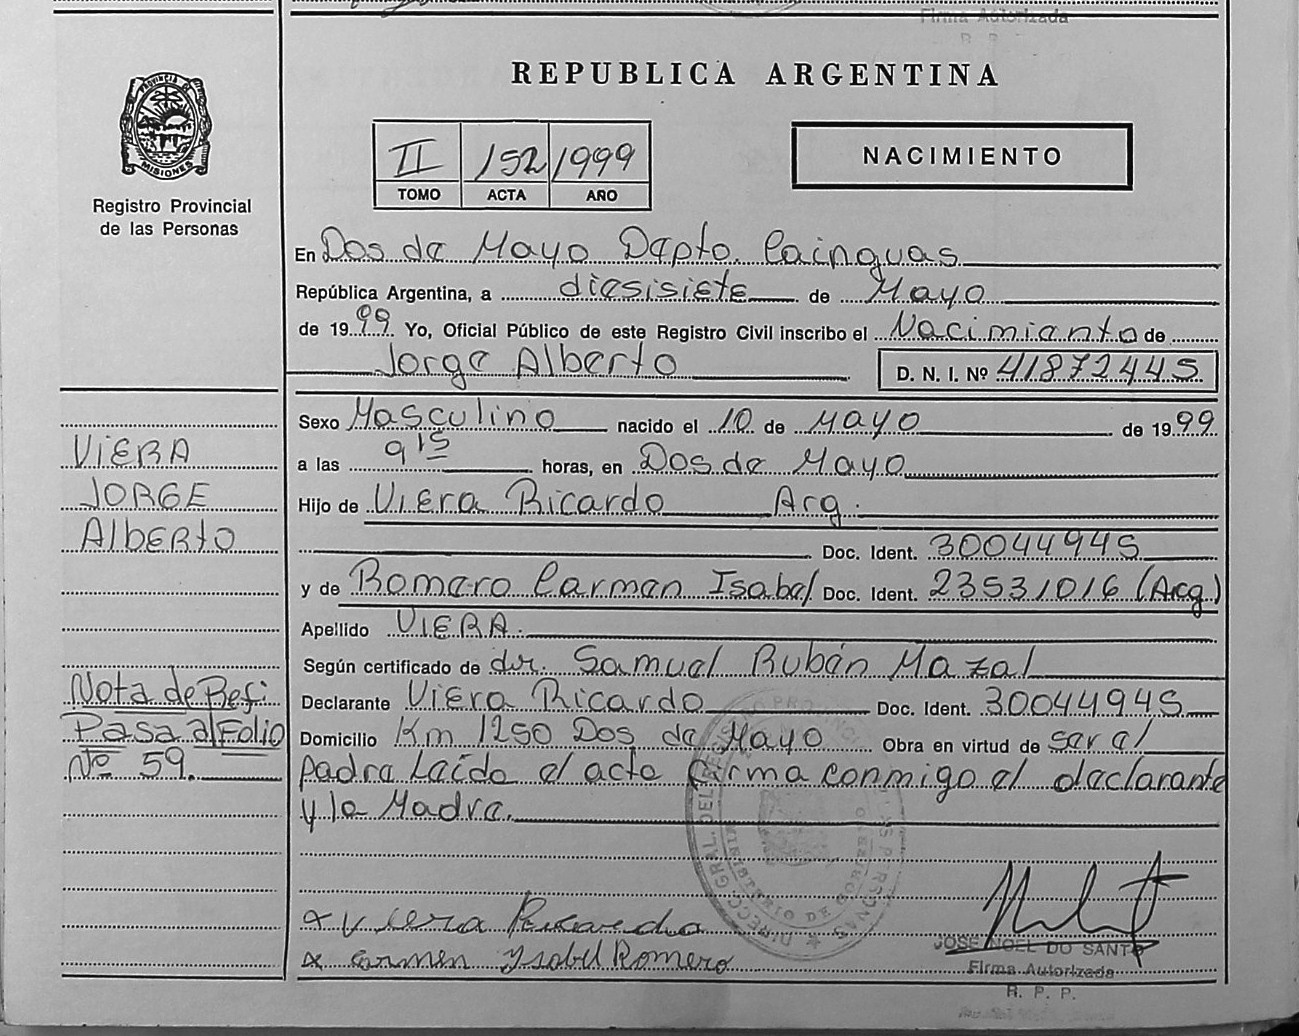 Firma Autorizada
R. P.
REPUBLICA ARGENTINA
PROVINCIA DE
MISIONES
Registro Provincial
de las Personas
II 152 1999
TOMO ACTA AÑO
NACIMIENTO
En Dos de Mayo Depto. Cainguas
República Argentina, a diesisiete de Mayo
de 1999 Yo, Oficial Público de este Registro Civil inscribo el Nacimiento de
Jorge Alberto D. N. I. Nº 41872445
Sexo Masculino nacido el 10 de Mayo de 1999
a las 9 15 horas, en Dos de Mayo
Hijo de Viera Ricardo Arg.
Doc. Ident. 30044945
y de Romero Carmen Isabel Doc. Ident. 23531016 (Arg)
Apellido VIERA.
Según certificado de dr. Samuel Rubén Mazal
Declarante Viera Ricardo Doc. Ident. 30044945
Domicilio Km 1250 Dos de Mayo Obra en virtud de ser el
padre Leído el acto firma conmigo el declarante
y la Madre.
VIERA
JORGE
Alberto
Nota de Refi
Pasa al Folio
Nº 59.
x Viera Ricardo
x Carmen Ysabel Romero
JOSE NOEL DO SANTO
Firma Autorizada
R. P. P.